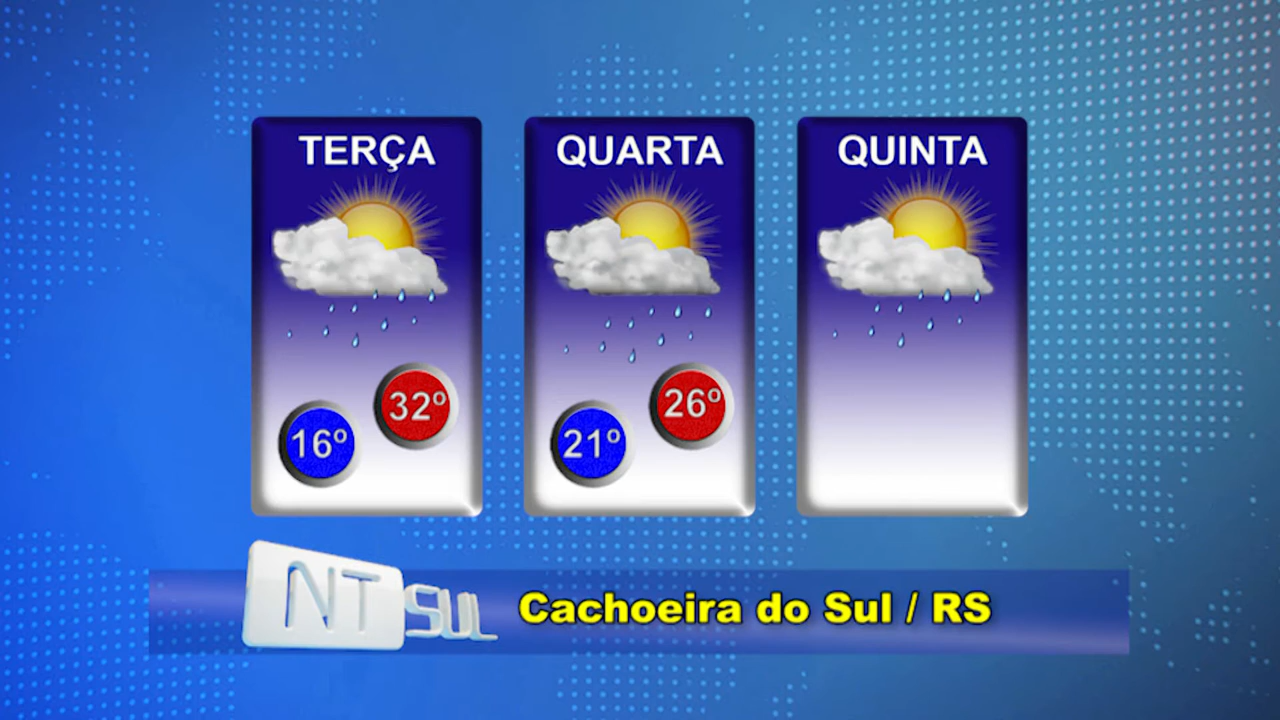 TERÇA
QUARTA
QUINTA
32º
16º
26º
21º
NT SUL
Cachoeira do Sul / RS